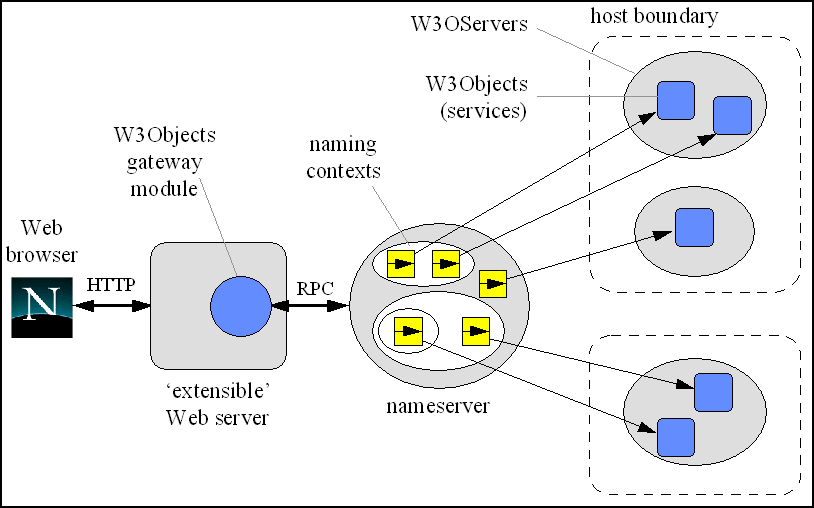 W3OServers
host boundary
W3Objects
(services)
W3Objects
gateway
module
naming
contexts
Web
browser
N
HTTP
RPC
'extensible'
Web server
nameserver